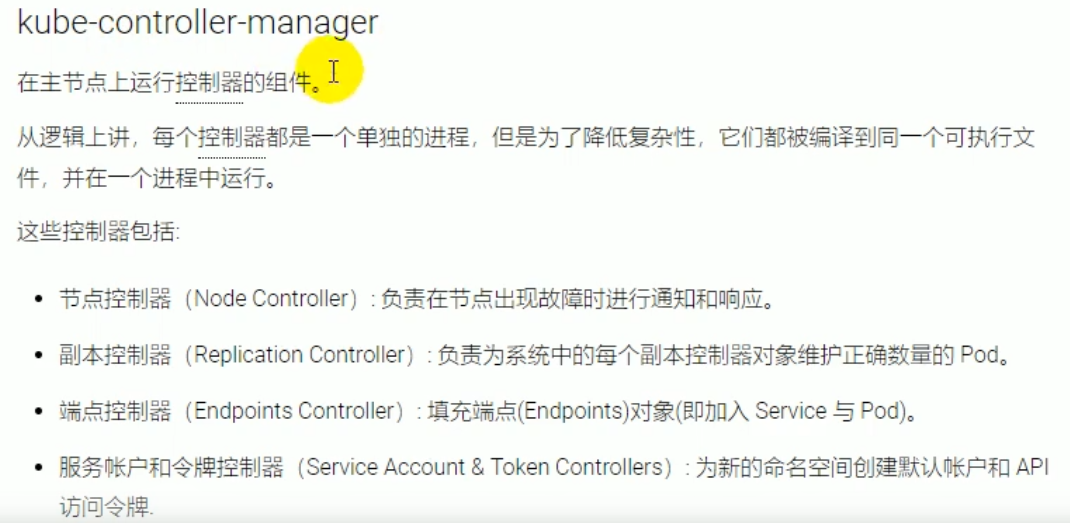 kube-controller-manager
在主节点上运行控制器的组件。
从逻辑上讲，每个控制器都是一个单独的进程，但是为了降低复杂性，它们都被编译到同一个可执行文
件，并在一个进程中运行。
这些控制器包括:
• 节点控制器（Node Controller）: 负责在节点出现故障时进行通知和响应。
• 副本控制器（Replication Controller）: 负责为系统中的每个副本控制器对象维护正确数量的 Pod。
• 端点控制器（Endpoints Controller）: 填充端点(Endpoints)对象(即加入 Service 与 Pod)。
• 服务帐户和令牌控制器（Service Account & Token Controllers）: 为新的命名空间创建默认帐户和 API
访问令牌.